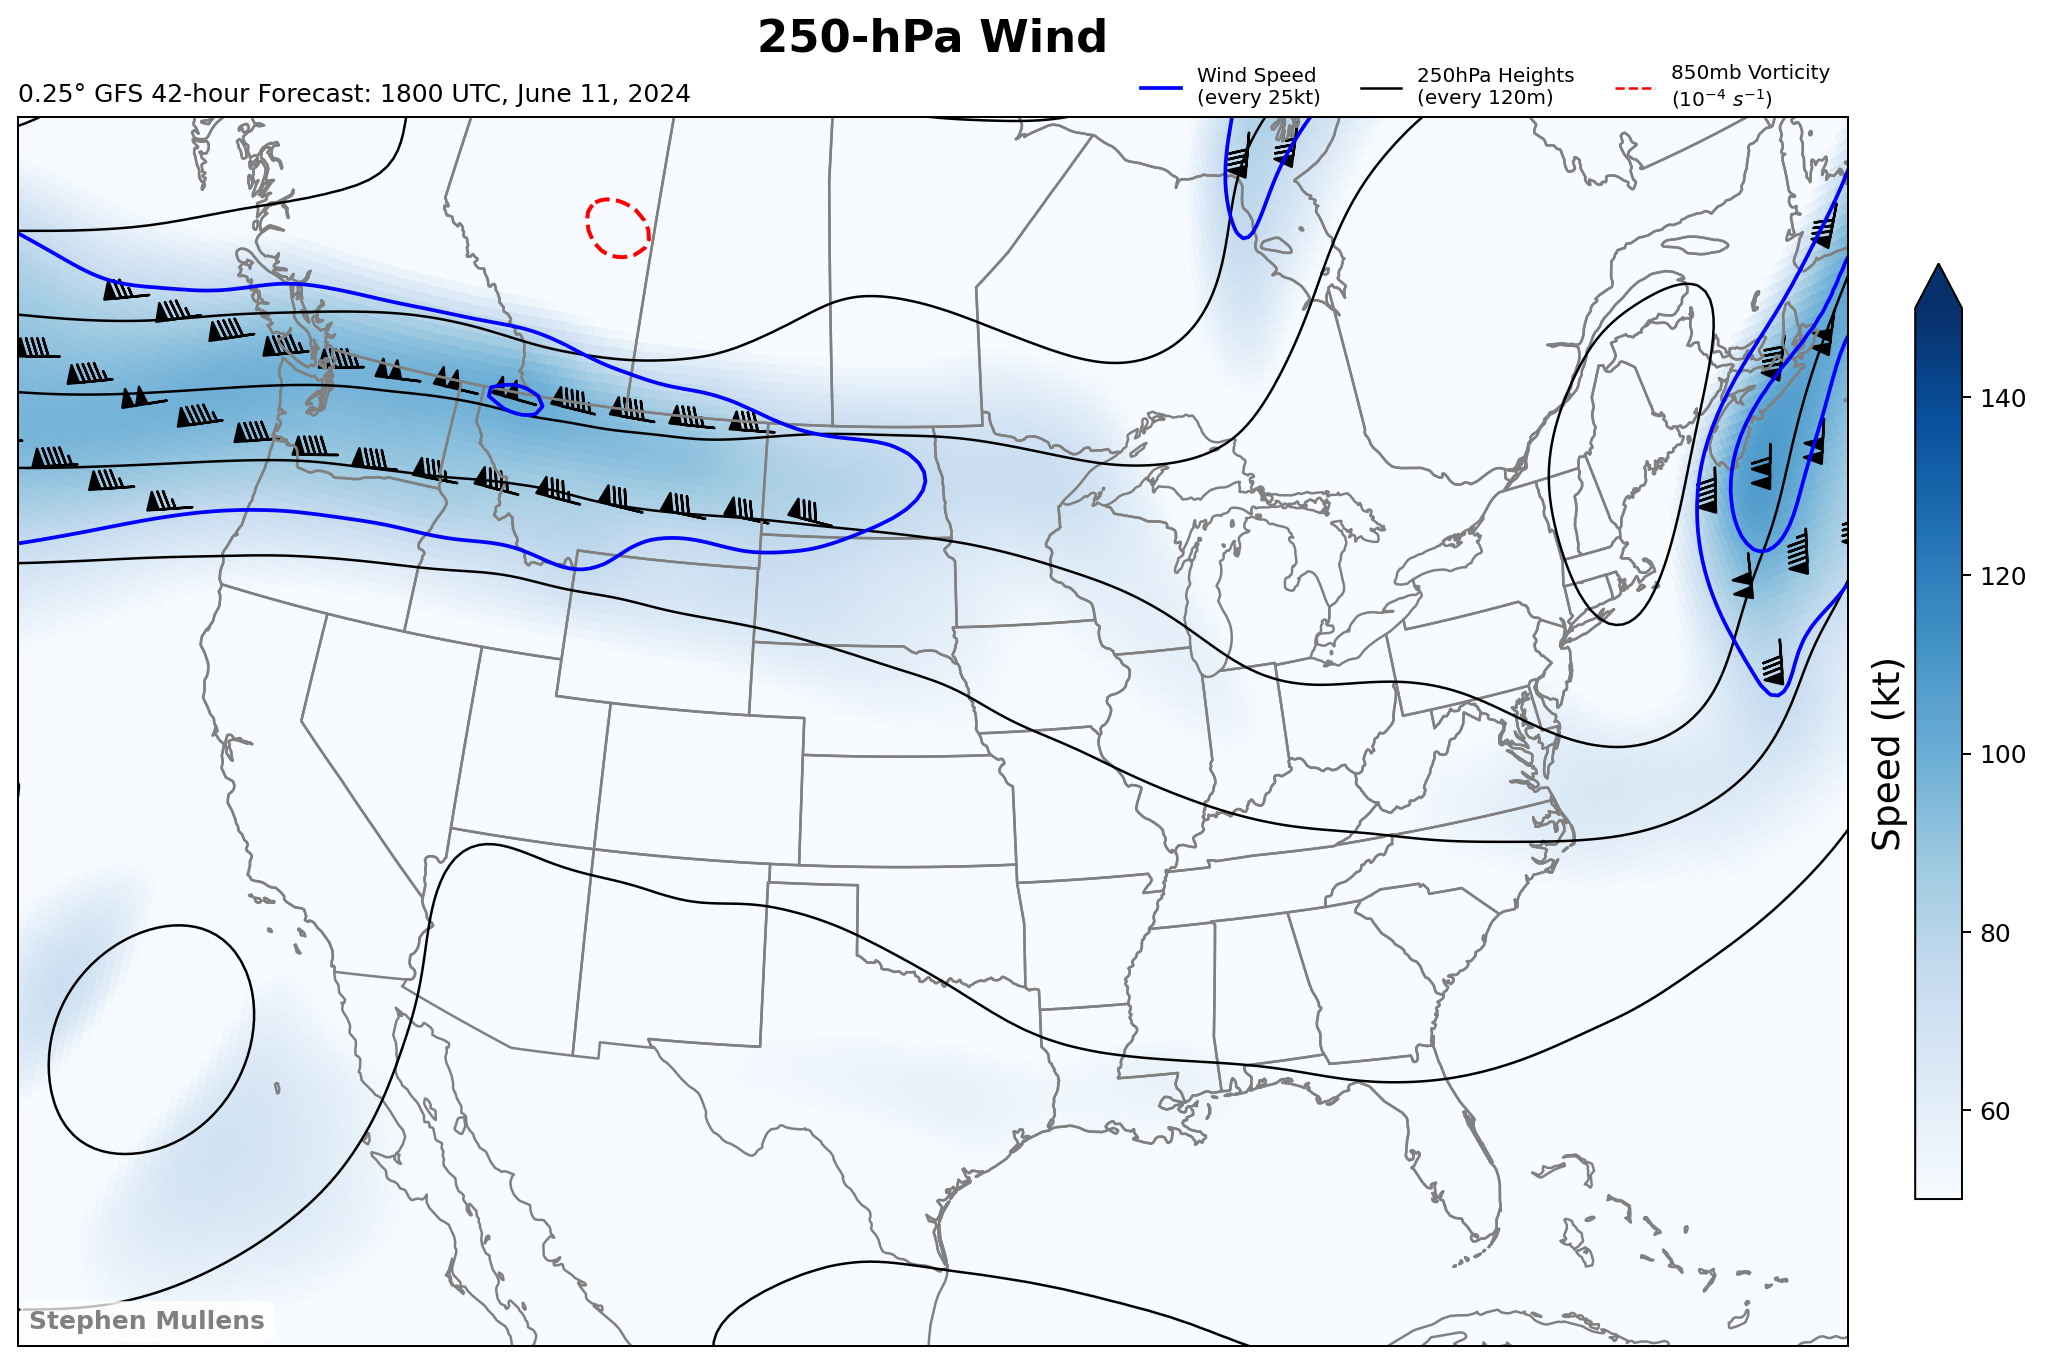 250-hPa Wind
0.25° GFS 42-hour Forecast: 1800 UTC, June 11, 2024
Wind Speed
(every 25kt)
250hPa Heights
(every 120m)
850mb Vorticity
(10⁻⁴ s⁻¹)
140
120
100
80
60
Speed (kt)
Stephen Mullens